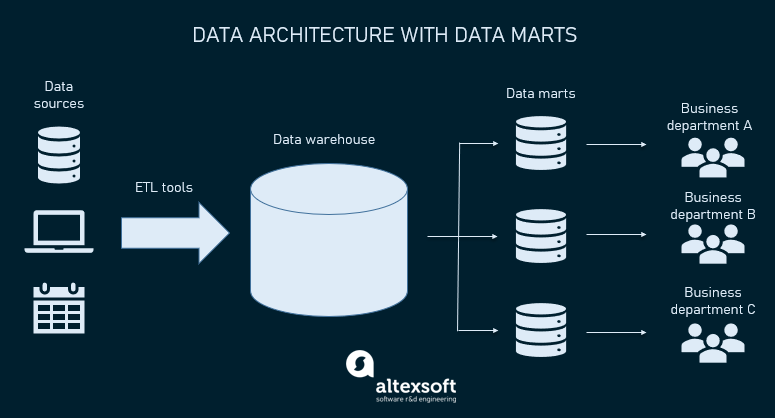 DATA ARCHITECTURE WITH DATA MARTS
Data
sources
ETL tools
Data warehouse
Data marts
Business
department A
Business
department B
Business
department C
altexsoft
software r&d engineering